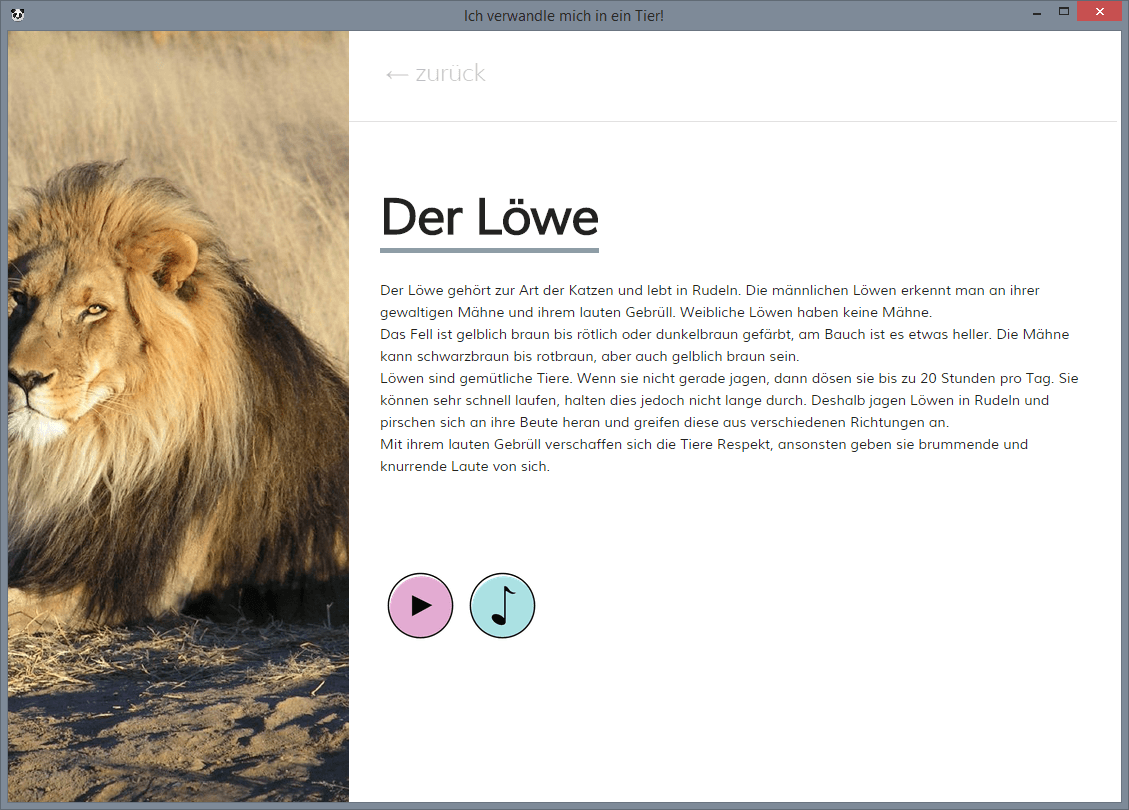 Ich verwandle mich in ein Tier!
← zurück
Der Löwe
Der Löwe gehört zur Art der Katzen und lebt in Rudeln. Die männlichen Löwen erkennt man an ihrer
gewaltigen Mähne und ihrem lauten Gebrüll. Weibliche Löwen haben keine Mähne.
Das Fell ist gelblich braun bis rötlich oder dunkelbraun gefärbt, am Bauch ist es etwas heller. Die Mähne
kann schwarzbraun bis rotbraun, aber auch gelblich braun sein.
Löwen sind gemütliche Tiere. Wenn sie nicht gerade jagen, dann dösen sie bis zu 20 Stunden pro Tag. Sie
können sehr schnell laufen, halten dies jedoch nicht lange durch. Deshalb jagen Löwen in Rudeln und
pirschen sich an ihre Beute heran und greifen diese aus verschiedenen Richtungen an.
Mit ihrem lauten Gebrüll verschaffen sich die Tiere Respekt, ansonsten geben sie brummende und
knurrende Laute von sich.